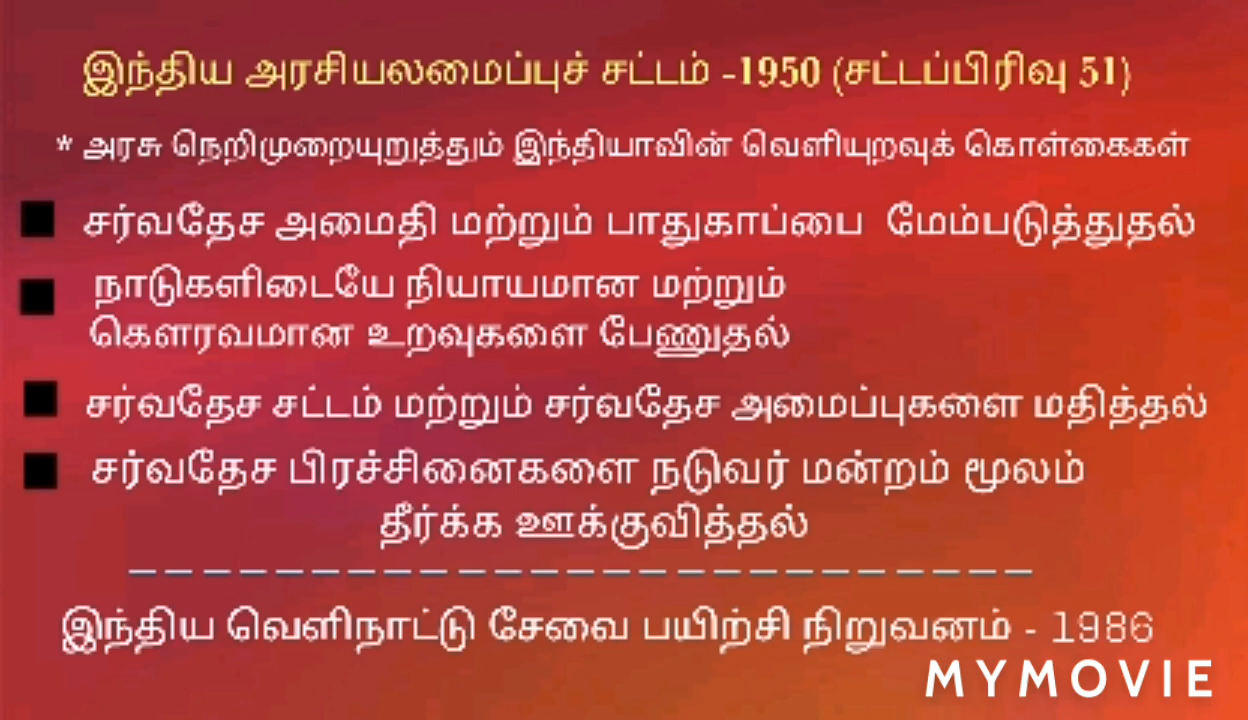 இந்திய அரசியலமைப்புச் சட்டம் -1950 (சட்டப்பிரிவு 51)
* அரசு நெறிமுறையுறுத்தும் இந்தியாவின் வெளியுறவுக் கொள்கைகள்
■ சர்வதேச அமைதி மற்றும் பாதுகாப்பை மேம்படுத்துதல்
■ நாடுகளிடையே நியாயமான மற்றும்
கௌரவமான உறவுகளை பேணுதல்
■ சர்வதேச சட்டம் மற்றும் சர்வதேச அமைப்புகளை மதித்தல்
■ சர்வதேச பிரச்சினைகளை நடுவர் மன்றம் மூலம்
தீர்க்க ஊக்குவித்தல்
இந்திய வெளிநாட்டு சேவை பயிற்சி நிறுவனம் - 1986
MYMOVIE